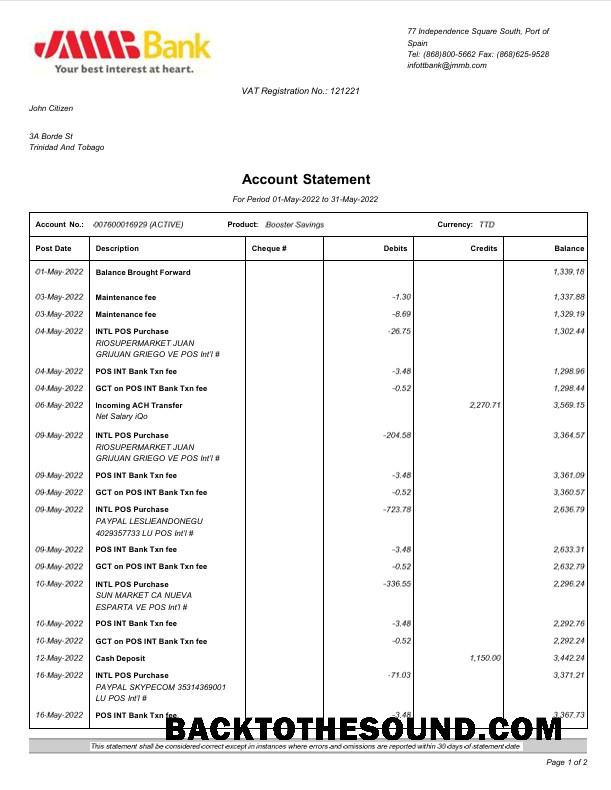 JMMB Bank
Your best interest at heart.
77 Independence Square South, Port of
Spain
Tel: (868)800-5662 Fax: (868)625-9528
infottbank@jmmb.com
VAT Registration No.: 121221
John Citizen
3A Borde St
Trinidad And Tobago
Account Statement
For Period 01-May-2022 to 31-May-2022
Account No.: 007600016929 (ACTIVE) Product: Booster Savings Currency: TTD
Post Date Description Cheque # Debits Credits Balance
01-May-2022 Balance Brought Forward 1,339.18
03-May-2022 Maintenance fee -1.30 1,337.88
03-May-2022 Maintenance fee -8.69 1,329.19
04-May-2022 INTL POS Purchase -26.75 1,302.44
RIOSUPERMARKET JUAN
GRIJUAN GRIEGO VE POS Int'l #
04-May-2022 POS INT Bank Txn fee -3.48 1,298.96
04-May-2022 GCT on POS INT Bank Txn fee -0.52 1,298.44
06-May-2022 Incoming ACH Transfer 2,270.71 3,569.15
Net Salary iQo
09-May-2022 INTL POS Purchase -204.58 3,364.57
RIOSUPERMARKET JUAN
GRIJUAN GRIEGO VE POS Int'l #
09-May-2022 POS INT Bank Txn fee -3.48 3,361.09
09-May-2022 GCT on POS INT Bank Txn fee -0.52 3,360.57
09-May-2022 INTL POS Purchase -723.78 2,636.79
PAYPAL LESLIEANDONEGU
4029357733 LU POS Int'l #
09-May-2022 POS INT Bank Txn fee -3.48 2,633.31
09-May-2022 GCT on POS INT Bank Txn fee -0.52 2,632.79
10-May-2022 INTL POS Purchase -336.55 2,296.24
SUN MARKET CA NUEVA
ESPARTA VE POS Int'l #
10-May-2022 POS INT Bank Txn fee -3.48 2,292.76
10-May-2022 GCT on POS INT Bank Txn fee -0.52 2,292.24
12-May-2022 Cash Deposit 1,150.00 3,442.24
16-May-2022 INTL POS Purchase -71.03 3,371.21
PAYPAL SKYPECOM 35314369001
LU POS Int'l #
16-May-2022 POS INT Bank Txn fee -3.48 3,367.73
BACKTOTHESOUND.COM
This statement shall be considered correct except in instances where errors and omissions are reported within 30 days of statement date
Page 1 of 2